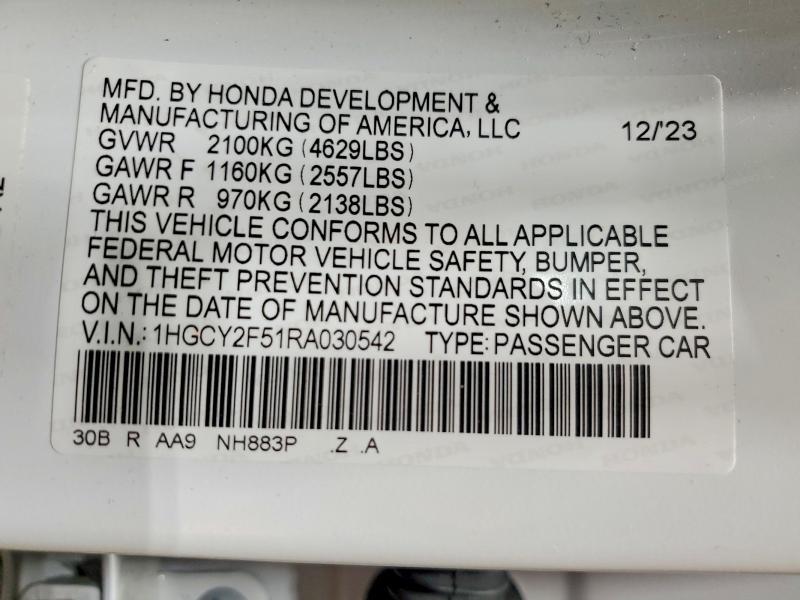 MFD. BY HONDA DEVELOPMENT &
MANUFACTURING OF AMERICA, LLC 12/'23
GVWR 2100KG (4629LBS)
GAWR F 1160KG (2557LBS)
GAWR R 970KG (2138LBS)
THIS VEHICLE CONFORMS TO ALL APPLICABLE
FEDERAL MOTOR VEHICLE SAFETY, BUMPER,
AND THEFT PREVENTION STANDARDS IN EFFECT
ON THE DATE OF MANUFACTURE SHOWN ABOVE.
V.I.N.: 1HGCY2F51RA030542 TYPE: PASSENGER CAR
30B R AA9 NH883P .Z .A